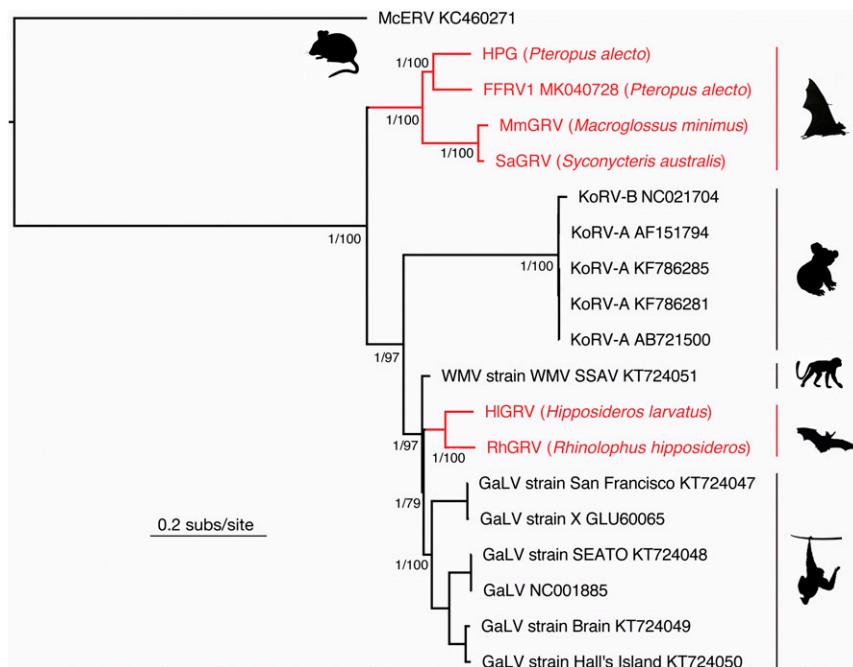 McERV KC460271
HPG (Pteropus alecto)
1/100
FFRV1 MK040728 (Pteropus alecto)
1/100
MmGRV (Macroglossus minimus)
1/100
SaGRV (Syconycteris australis)
KoRV-B NC021704
1/100
KoRV-A AF151794
1/100
KoRV-A KF786285
KoRV-A KF786281
KoRV-A AB721500
1/97
WMV strain WMV SSAV KT724051
HlGRV (Hipposideros larvatus)
1/97
RhGRV (Rhinolophus hipposideros)
1/100
GaLV strain San Francisco KT724047
1/79
0.2 subs/site
GaLV strain X GLU60065
GaLV strain SEATO KT724048
1/100
GaLV NC001885
GaLV strain Brain KT724049
GaLV strain Hall's Island KT724050